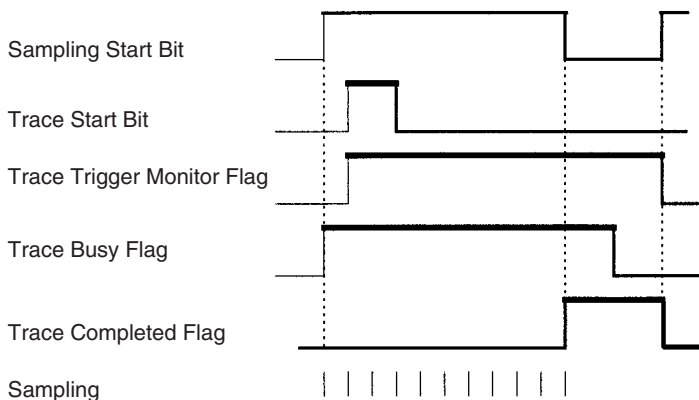 Sampling Start Bit
Trace Start Bit
Trace Trigger Monitor Flag
Trace Busy Flag
Trace Completed Flag
Sampling